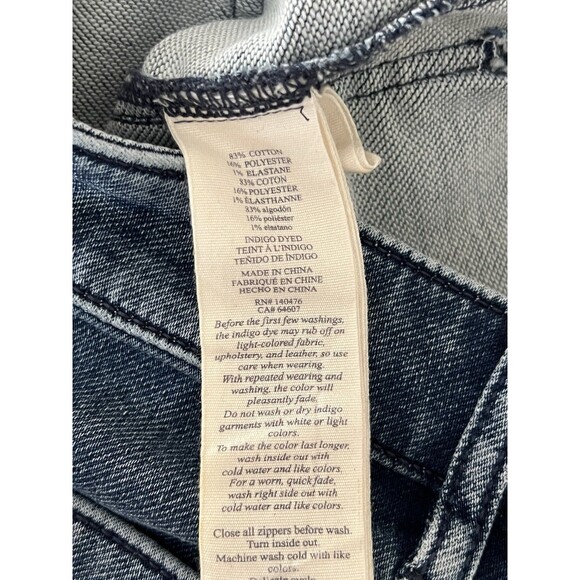 83% COTTON
16% POLYESTER
1% ELASTANE
83% COTON
16% POLYESTER
1% ÉLASTHANNE
83% algodón
16% poliéster
1% elastano
INDIGO DYED
TEINT À L'INDIGO
TEÑIDO DE ÍNDIGO
MADE IN CHINA
FABRIQUÉ EN CHINE
HECHO EN CHINA
RN# 140476
CA# 64607
Before the first few washings,
the indigo dye may rub off on
light-colored fabric,
upholstery, and leather, so use
care when wearing
With repeated wearing and
washing, the color will
pleasantly fade.
Do not wash or dry indigo
garments with white or light
colors.
To make the color last longer,
wash inside out with
cold water and like colors.
For a worn, quick fade,
wash right side out with
cold water and like colors.
Close all zippers before wash.
Turn inside out.
Machine wash cold with like
colors.
Delicate cycle